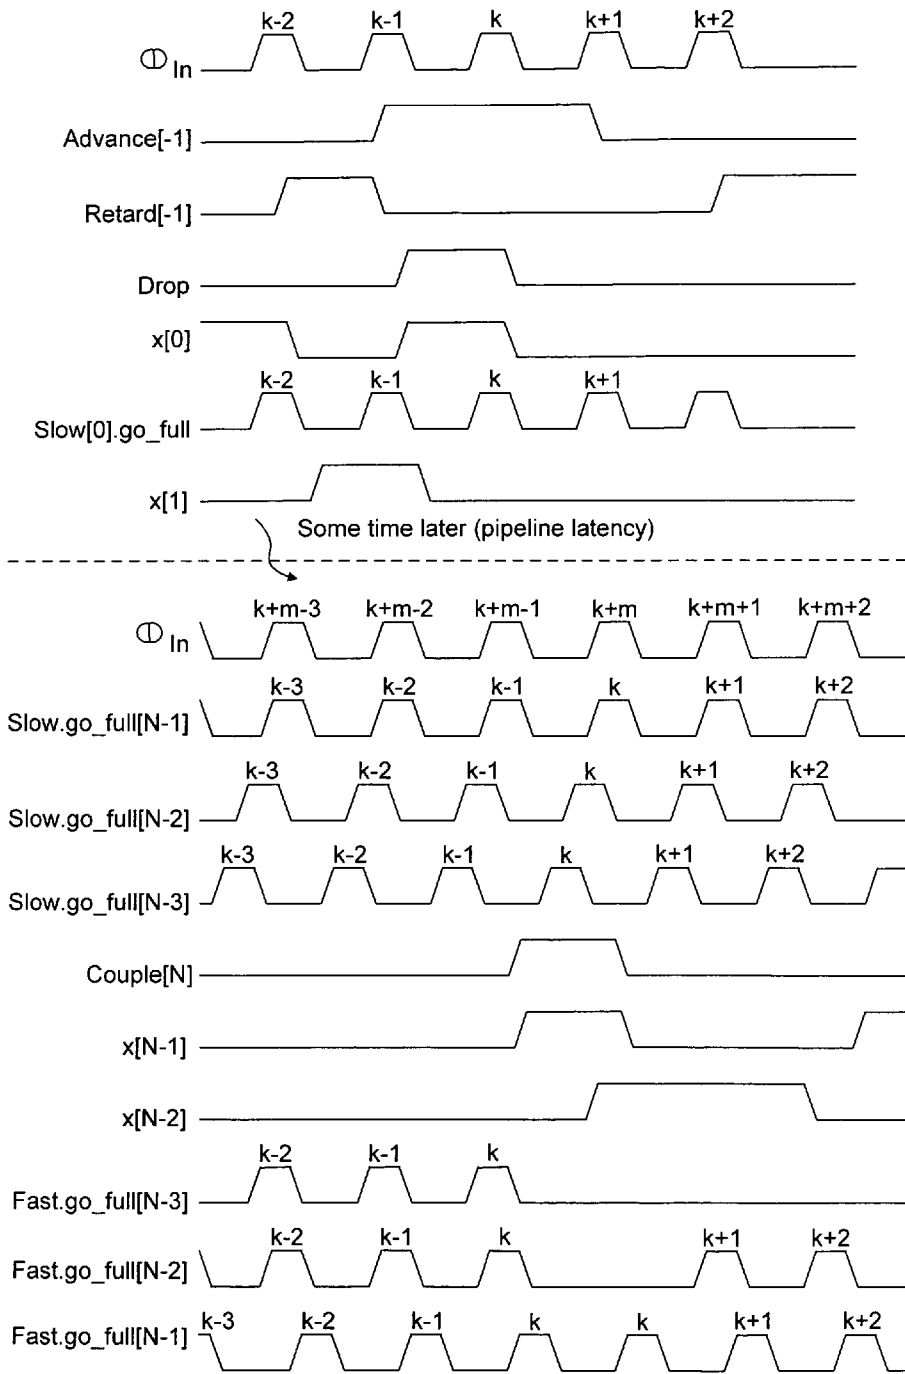 k-2 k-1 k k+1 k+2
Φ In
Advance[-1]
Retard[-1]
Drop
x[0]
k-2 k-1 k k+1
Slow[0].go_full
x[1]
Some time later (pipeline latency)
k+m-3 k+m-2 k+m-1 k+m k+m+1 k+m+2
Φ In
k-3 k-2 k-1 k k+1 k+2
Slow.go_full[N-1]
k-3 k-2 k-1 k k+1 k+2
Slow.go_full[N-2]
k-3 k-2 k-1 k k+1 k+2
Slow.go_full[N-3]
Couple[N]
x[N-1]
x[N-2]
k-2 k-1 k
Fast.go_full[N-3]
k-2 k-1 k k+1 k+2
Fast.go_full[N-2]
k-3 k-2 k-1 k k k+1 k+2
Fast.go_full[N-1]